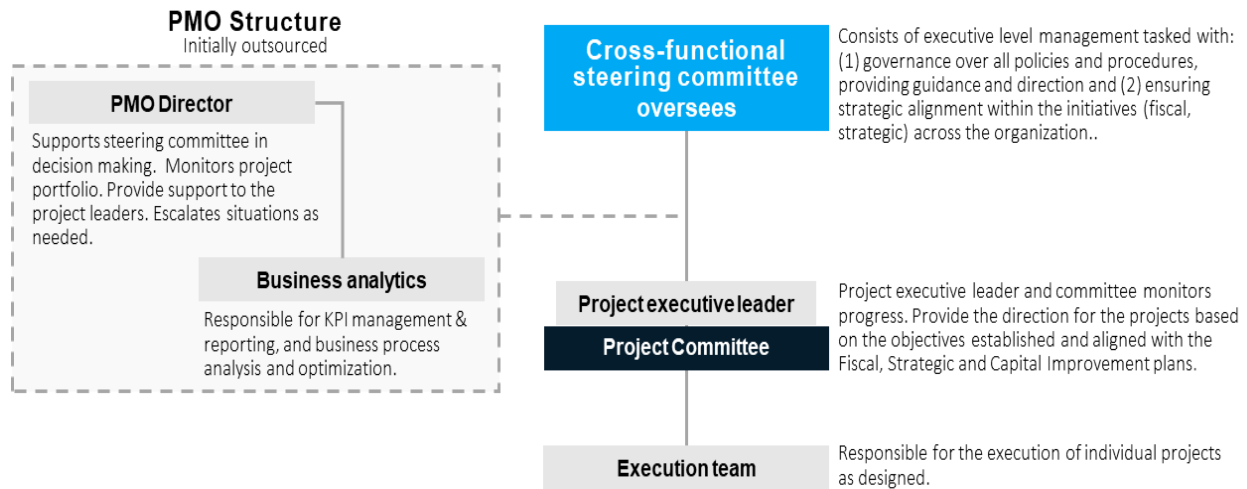 PMO Structure
Initially outsourced
PMO Director
Supports steering committee in
decision making. Monitors project
portfolio. Provide support to the
project leaders. Escalates situations as
needed.
Business analytics
Responsible for KPI management &
reporting, and business process
analysis and optimization.
Cross-functional
steering committee
oversees
Consists of executive level management tasked with:
(1) governance over all policies and procedures,
providing guidance and direction and (2) ensuring
strategic alignment within the initiatives (fiscal,
strategic) across the organization..
Project executive leader
Project Committee
Project executive leader and committee monitors
progress. Provide the direction for the projects based
on the objectives established and aligned with the
Fiscal, Strategic and Capital Improvement plans.
Execution team
Responsible for the execution of individual projects
as designed.